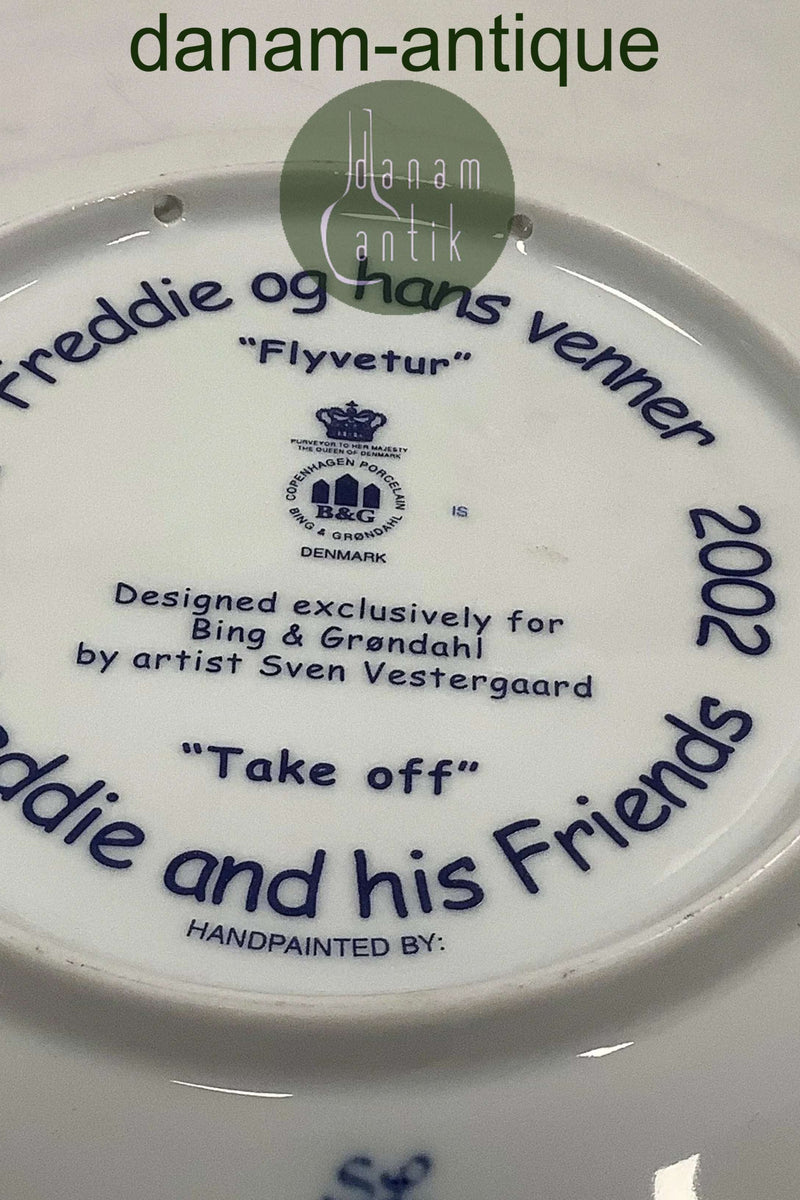 danam-antique
danam
antik
Freddie og hans venner
"Flyvetur"
PURVEYOR TO HER MAJESTY
THE QUEEN OF DENMARK
COPENHAGEN PORCELAIN
B&G
BING & GRØNDAHL
DENMARK
IS
2002
Designed exclusively for
Bing & Grøndahl
by artist Sven Vestergaard
"Take off"
ddie and his Friends
HANDPAINTED BY: